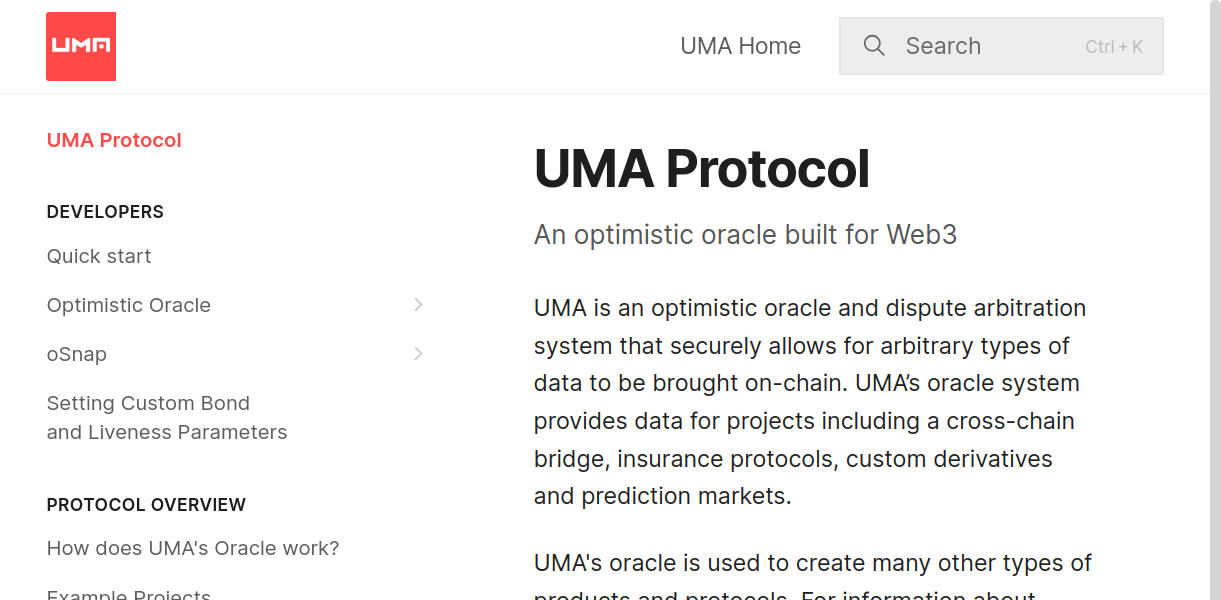 UMA
UMA Home
Search
Ctrl + K
UMA Protocol
DEVELOPERS
Quick start
Optimistic Oracle
oSnap
Setting Custom Bond
and Liveness Parameters
PROTOCOL OVERVIEW
How does UMA's Oracle work?
Example Projects
UMA Protocol
An optimistic oracle built for Web3
UMA is an optimistic oracle and dispute arbitration
system that securely allows for arbitrary types of
data to be brought on-chain. UMA’s oracle system
provides data for projects including a cross-chain
bridge, insurance protocols, custom derivatives
and prediction markets.
UMA's oracle is used to create many other types of
products and protocols. For information about